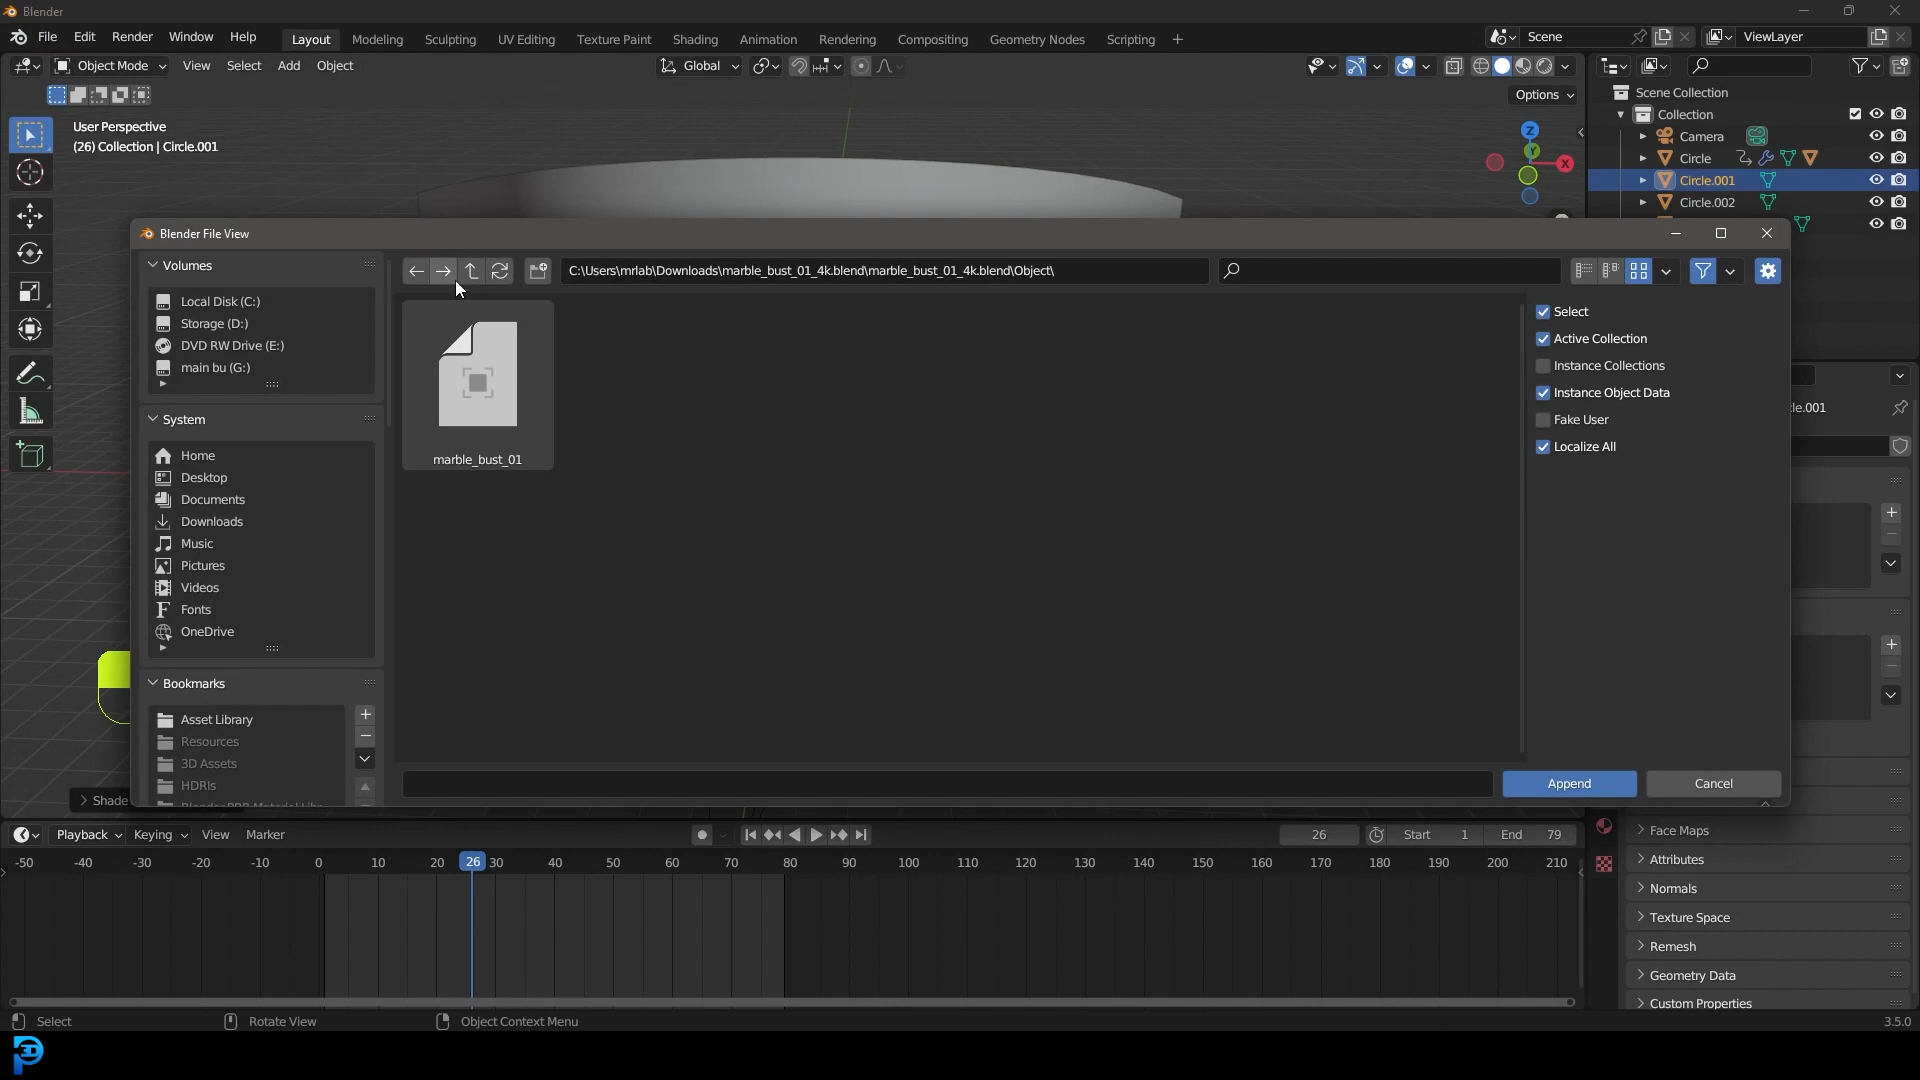 Blender
File Edit Render Window Help Layout Modeling Sculpting UV Editing Texture Paint Shading Animation Rendering Compositing Geometry Nodes Scripting + Scene ViewLayer
Object Mode View Select Add Object Global
Options
User Perspective
(26) Collection | Circle.001
Z
Y
X
Scene Collection
Collection
Camera
Circle
Circle.001
Circle.002
Blender File View
Volumes
Local Disk (C:)
Storage (D:)
DVD RW Drive (E:)
main bu (G:)
System
Home
Desktop
Documents
Downloads
Music
Pictures
Videos
Fonts
OneDrive
Bookmarks
Asset Library
Resources
3D Assets
HDRIs
C:\Users\mrlab\Downloads\marble_bust_01_4k.blend\marble_bust_01_4k.blend\Object\
marble_bust_01
Select
Active Collection
Instance Collections
Instance Object Data
Fake User
Localize All
Append Cancel
cle.001
Shade
Playback Keying View Marker 26 Start 1 End 79
-50 -40 -30 -20 -10 0 10 20 26 30 40 50 60 70 80 90 100 110 120 130 140 150 160 170 180 190 200 210
Face Maps
Attributes
Normals
Texture Space
Remesh
Geometry Data
Custom Properties
Select Rotate View Object Context Menu 3.5.0
3D